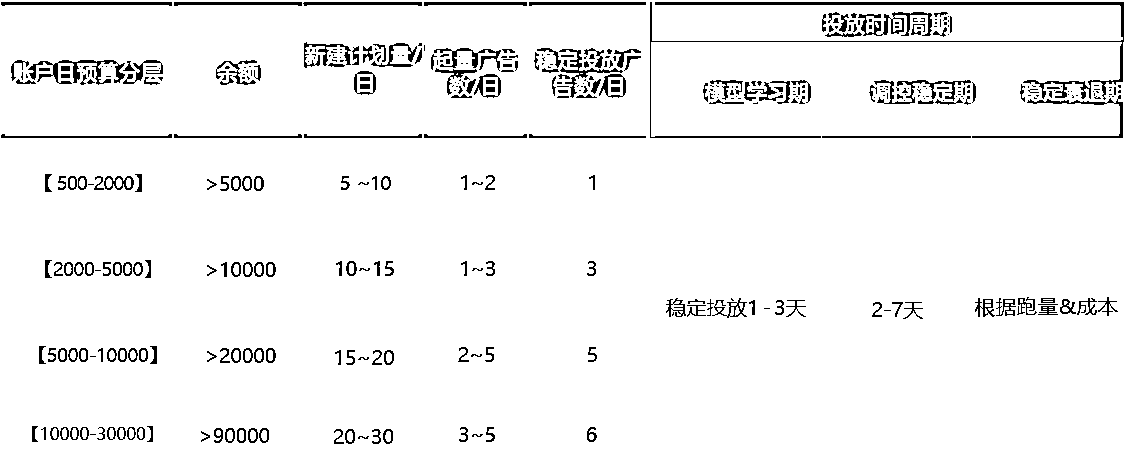 投放时间周期
账户日预算分层 余额 新建计划量/日 起量广告数/日 稳定投放广告数/日 模型学习期 调控稳定期 稳定衰退期
【500-2000】 >5000 5 ~10 1~2 1
【2000-5000】 >10000 10~15 1~3 3
稳定投放1 - 3天 2-7天 根据跑量&成本
【5000-10000】 >20000 15~20 2~5 5
【10000-30000】 >90000 20~30 3~5 6